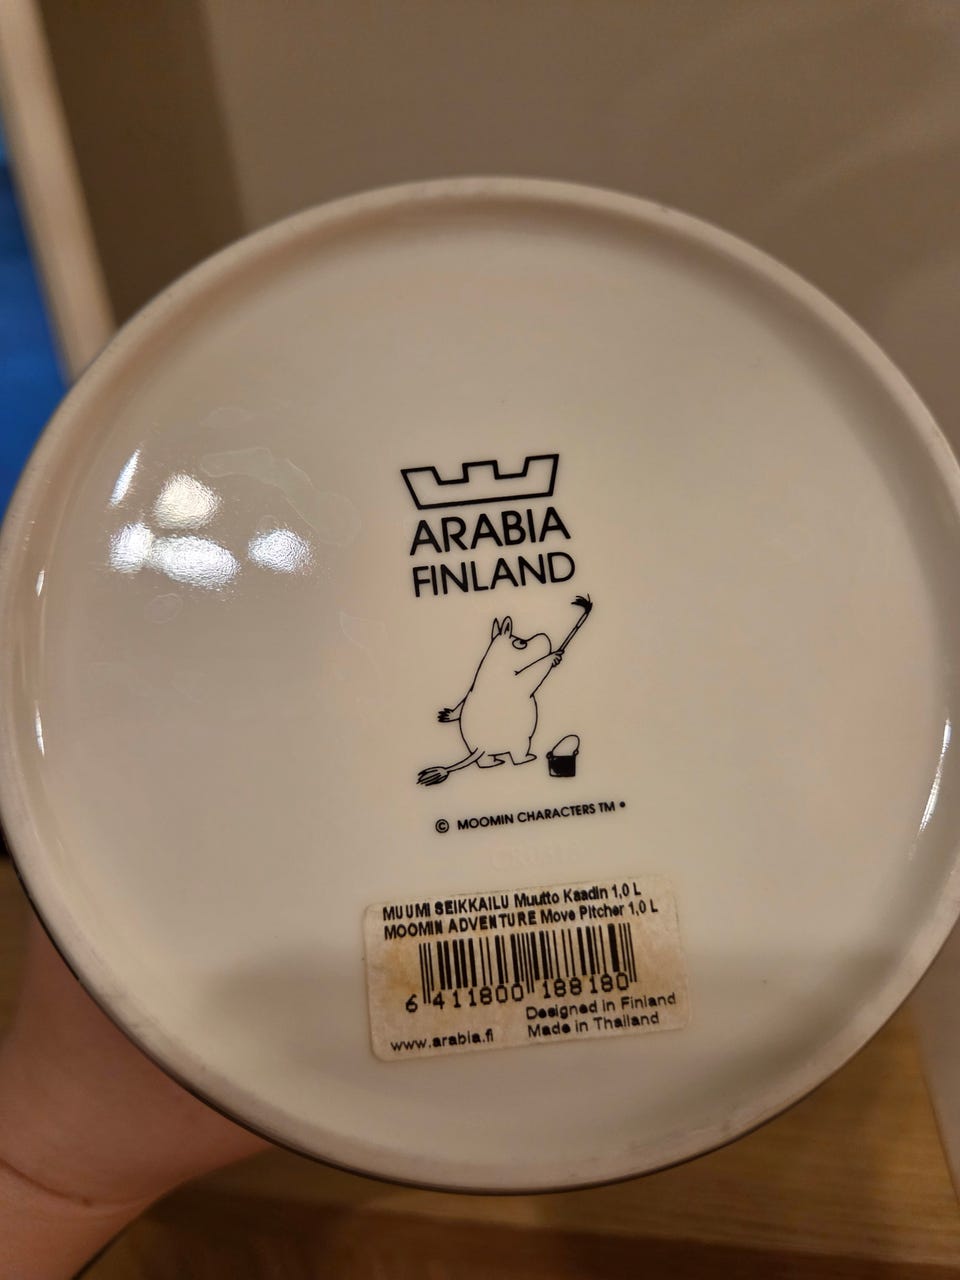 ARABIA
FINLAND
© MOOMIN CHARACTERS TM •
MUUMI SEIKKAILU Muutto Kaadin 1,0 L
MOOMIN ADVENTURE Move Pitcher 1,0 L
6 411800 188180
Designed in Finland
www.arabia.fi Made in Thailand